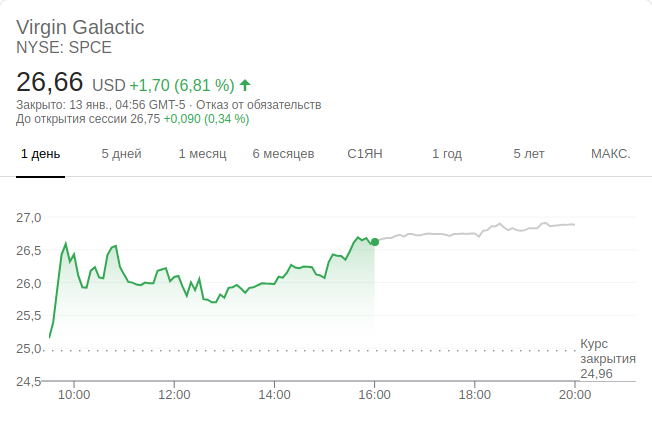 Virgin Galactic
NYSE: SPCE
26,66 USD +1,70 (6,81 %)
Закрыто: 13 янв., 04:56 GMT-5 · Отказ от обязательств
До открытия сессии 26,75 +0,090 (0,34 %)
1 день 5 дней 1 месяц 6 месяцев С1ЯН 1 год 5 лет МАКС.
27,0
26,5
26,0
25,5
25,0
24,5
Курс
закрытия
24,96
10:00 12:00 14:00 16:00 18:00 20:00